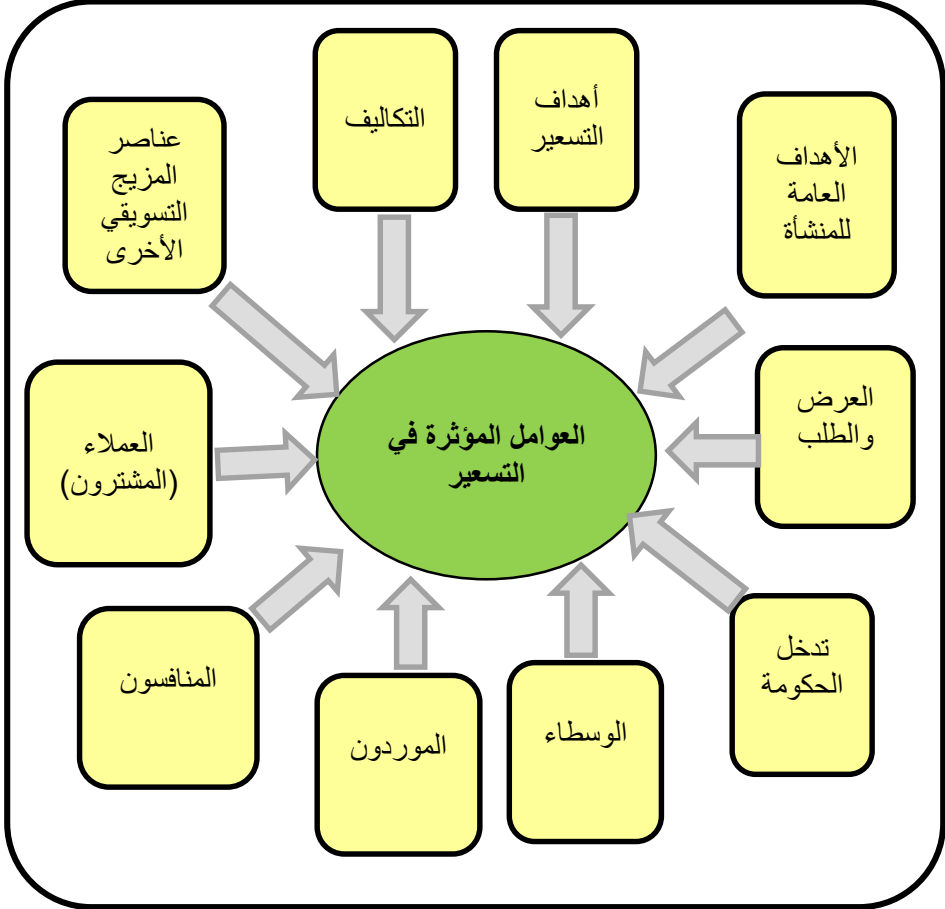 أهداف
التسعير
التكاليف
الأهداف
العامة
للمنشأة
عناصر
المزيج
التسويقي
الأخرى
العرض
والطلب
العوامل المؤثرة في
التسعير
العملاء
(المشترون)
تدخل
الحكومة
المنافسون
الوسطاء
الموردون